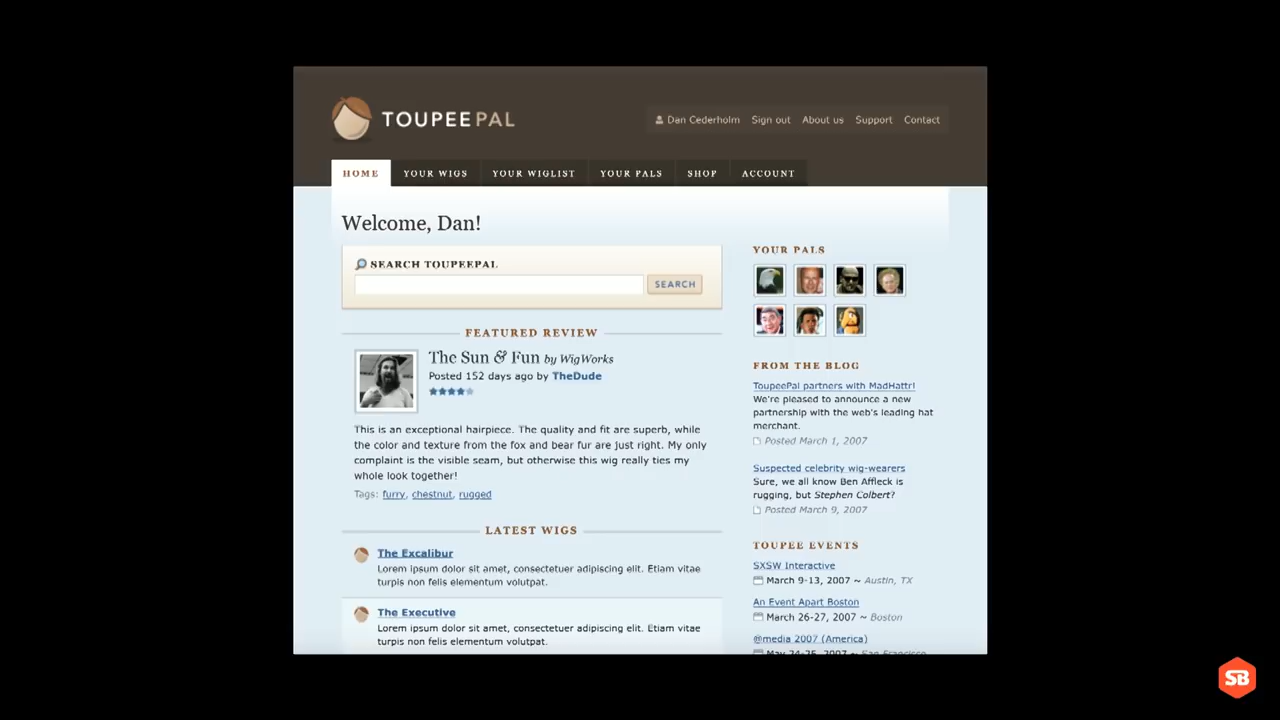 TOUPEEPAL
Dan Cederholm Sign out About us Support Contact
HOME YOUR WIGS YOUR WIGLIST YOUR PALS SHOP ACCOUNT
Welcome, Dan!
SEARCH TOUPEEPAL
SEARCH
FEATURED REVIEW
The Sun & Fun by WigWorks
Posted 152 days ago by TheDude
This is an exceptional hairpiece. The quality and fit are superb, while
the color and texture from the fox and bear fur are just right. My only
complaint is the visible seam, but otherwise this wig really ties my
whole look together!
Tags: furry, chestnut, rugged
LATEST WIGS
The Excalibur
Lorem ipsum dolor sit amet, consectetuer adipiscing elit. Etiam vitae
turpis non felis elementum volutpat.
The Executive
Lorem ipsum dolor sit amet, consectetuer adipiscing elit. Etiam vitae
turpis non felis elementum volutpat.
YOUR PALS
FROM THE BLOG
ToupeePal partners with MadHattr!
We're pleased to announce a new
partnership with the web's leading hat
merchant.
Posted March 1, 2007
Suspected celebrity wig-wearers
Sure, we all know Ben Affleck is
rugging, but Stephen Colbert?
Posted March 9, 2007
TOUPEE EVENTS
SXSW Interactive
March 9-13, 2007 ~ Austin, TX
An Event Apart Boston
March 26-27, 2007 ~ Boston
@media 2007 (America)
May 24-25, 2007 ~ San Francisco
SB